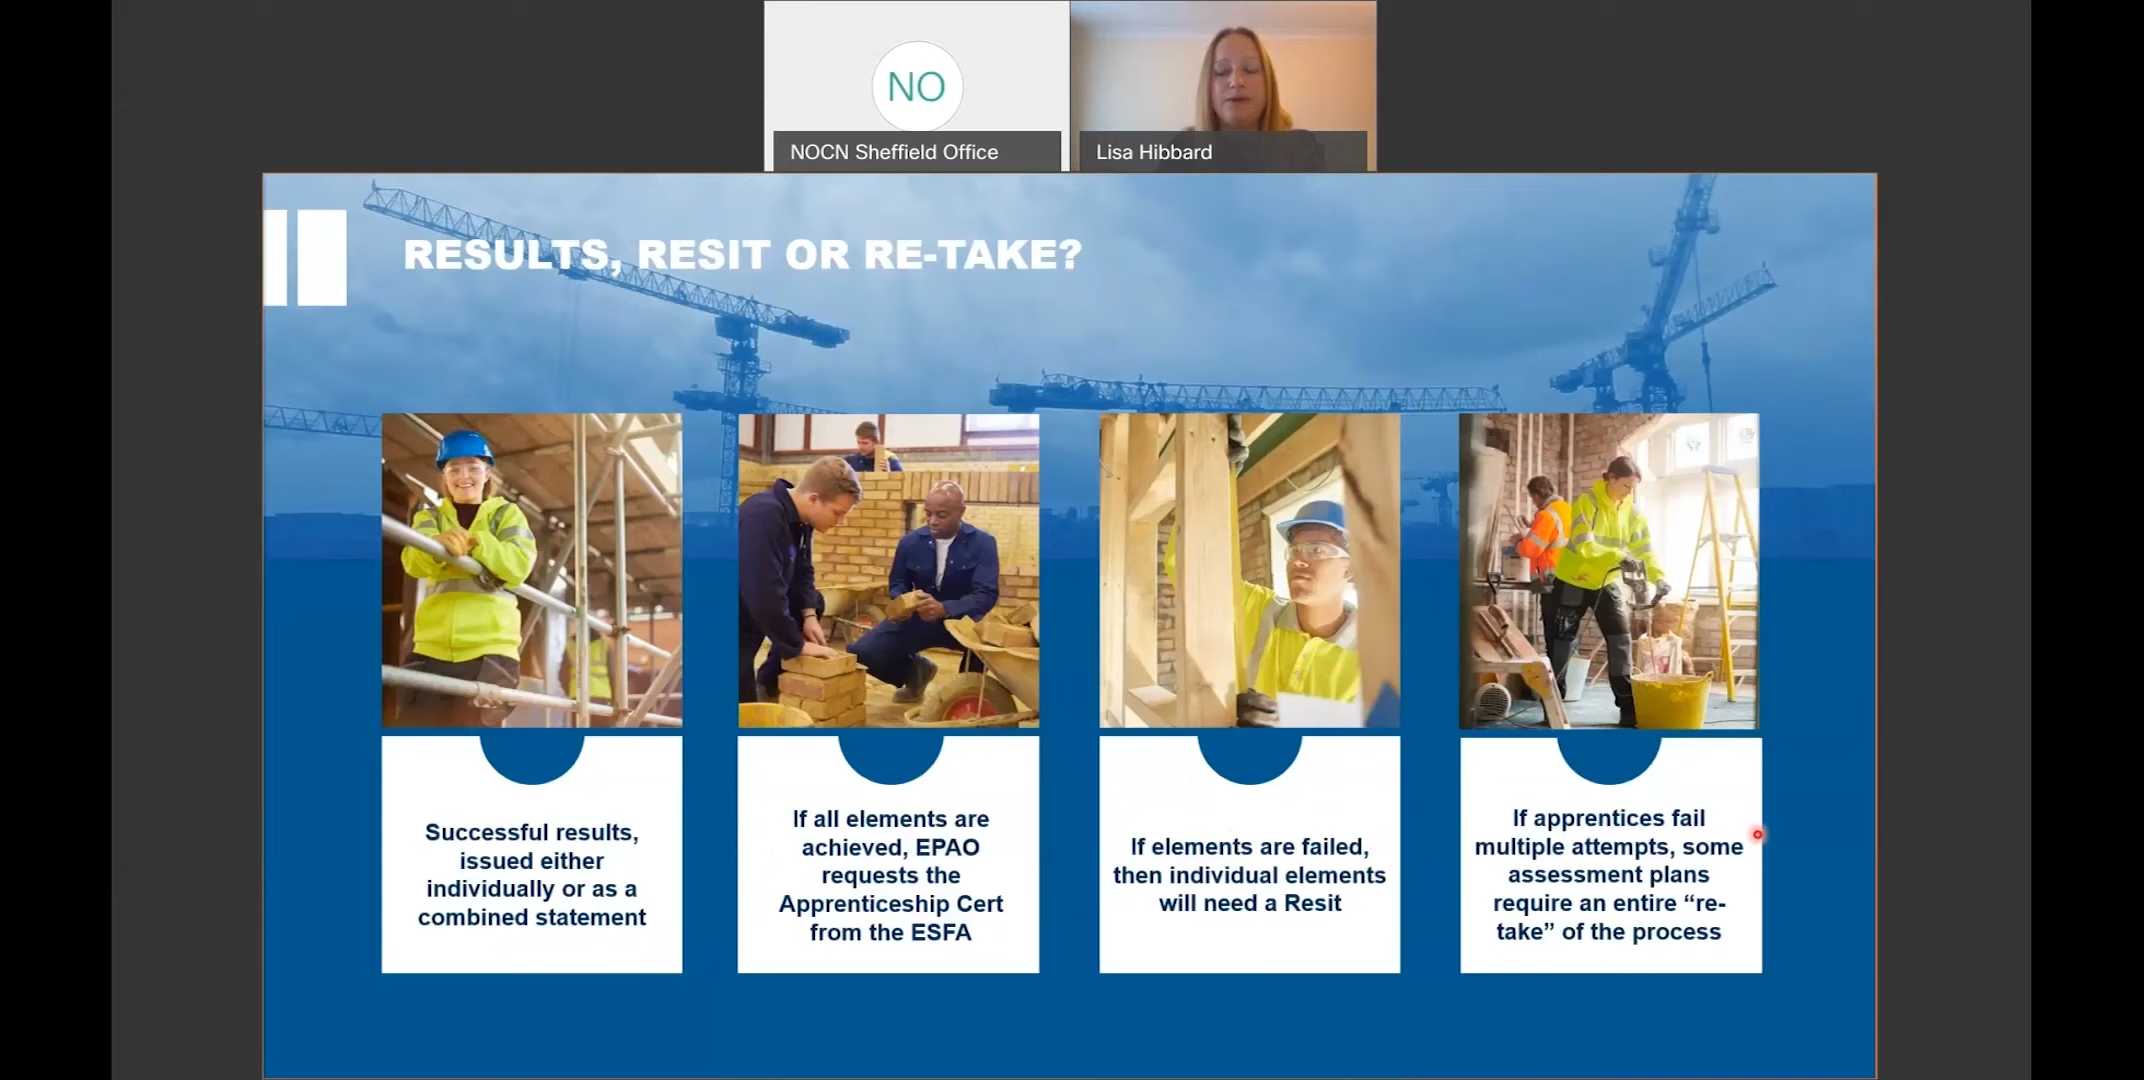 NO
NOCN Sheffield Office
Lisa Hibbard
RESULTS, RESIT OR RE-TAKE?
Successful results,
issued either
individually or as a
combined statement
If all elements are
achieved, EPAO
requests the
Apprenticeship Cert
from the ESFA
If elements are failed,
then individual elements
will need a Resit
If apprentices fail
multiple attempts, some
assessment plans
require an entire “re-
take” of the process